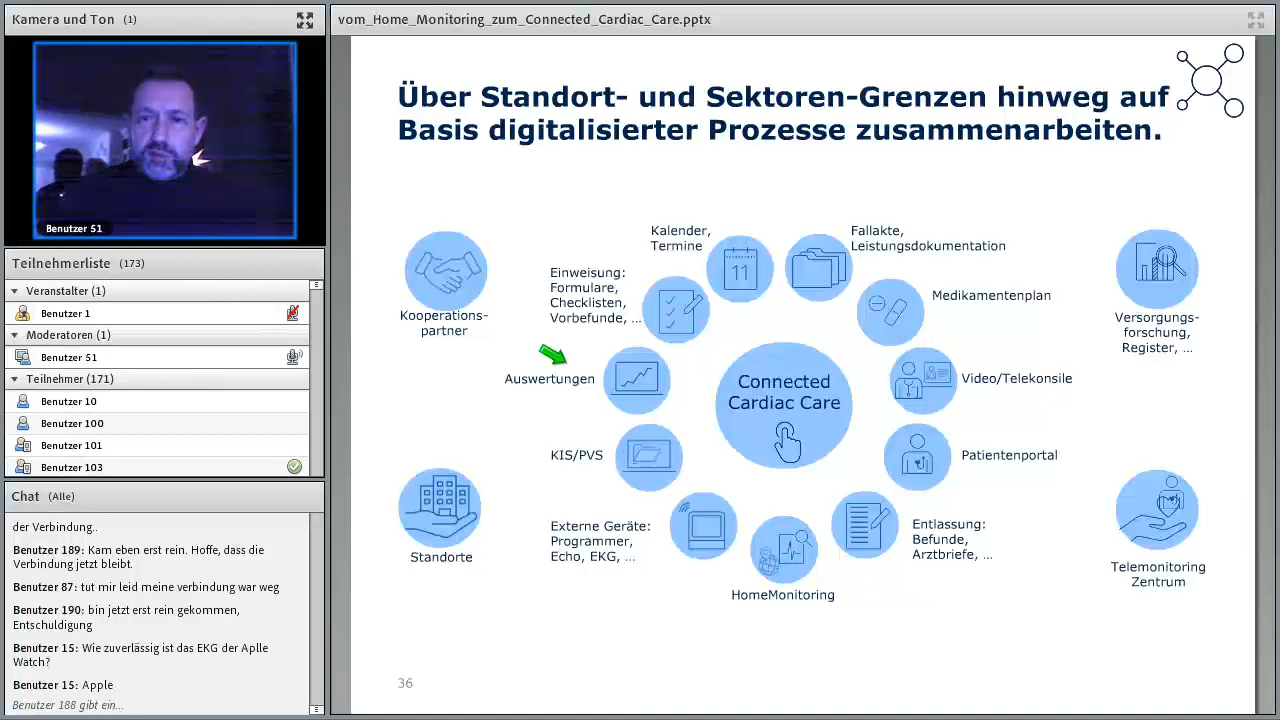 Kamera und Ton (1)
Benutzer 51
Teilnehmerliste (173)
Veranstalter (1)
Benutzer 1
Moderatoren (1)
Benutzer 51
Teilnehmer (171)
Benutzer 10
Benutzer 100
Benutzer 101
Benutzer 103
Chat (Alle)
der Verbindung..
Benutzer 189: Kam eben erst rein. Hoffe, dass die
Verbindung jetzt bleibt.
Benutzer 87: tut mir leid meine verbindung war weg
Benutzer 190: bin jetzt erst rein gekommen,
Entschuldigung
Benutzer 15: Wie zuverlässig ist das EKG der Aplle
Watch?
Benutzer 15: Apple
Benutzer 188 gibt ein...
vom_Home_Monitoring_zum_Connected_Cardiac_Care.pptx
Über Standort- und Sektoren-Grenzen hinweg auf
Basis digitalisierter Prozesse zusammenarbeiten.
Kooperations-
partner
Standorte
Kalender,
Termine
11
Einweisung:
Formulare,
Checklisten,
Vorbefunde, ...
Auswertungen
KIS/PVS
Externe Geräte:
Programmer,
Echo, EKG, ...
HomeMonitoring
Connected
Cardiac Care
Fallakte,
Leistungsdokumentation
Medikamentenplan
Video/Telekonsile
Patientenportal
Entlassung:
Befunde,
Arztbriefe, ...
Versorgungs-
forschung,
Register, ...
Telemonitoring
Zentrum
36